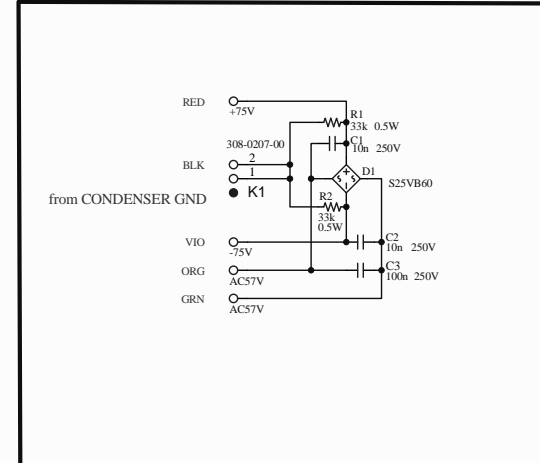 RED
+75V
R1
33k 0.5W
C1
10n 250V
308-0207-00
BLK
2
1
D1
S25VB60
from CONDENSER GND
K1
R2
33k
0.5W
VIO
-75V
C2
10n 250V
ORG
AC57V
C3
100n 250V
GRN
AC57V